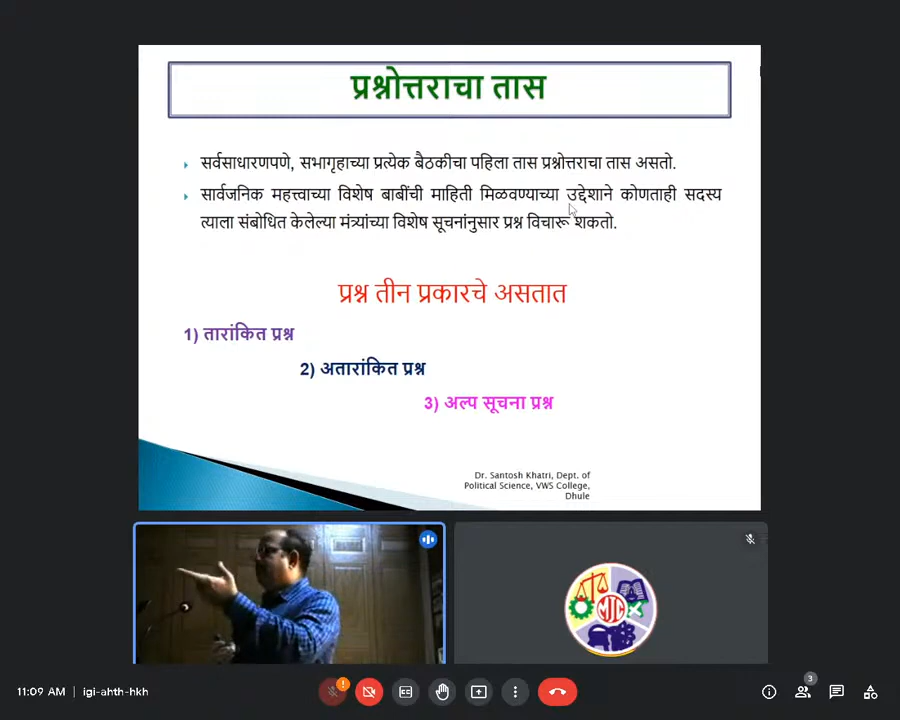 प्रश्नोत्तराचा तास
सर्वसाधारणपणे, सभागृहाच्या प्रत्येक बैठकीचा पहिला तास प्रश्नोत्तराचा तास असतो.
सार्वजनिक महत्त्वाच्या विशेष बाबींची माहिती मिळवण्याच्या उद्देशाने कोणताही सदस्य
त्याला संबोधित केलेल्या मंत्र्यांच्या विशेष सूचनांनुसार प्रश्न विचारू शकतो.
प्रश्न तीन प्रकारचे असतात
1) तारांकित प्रश्न
2) अतारांकित प्रश्न
3) अल्प सूचना प्रश्न
Dr. Santosh Khatri, Dept. of
Political Science, VWS College,
Dhule
MJC
3
11:09 AM | igi-ahth-hkh